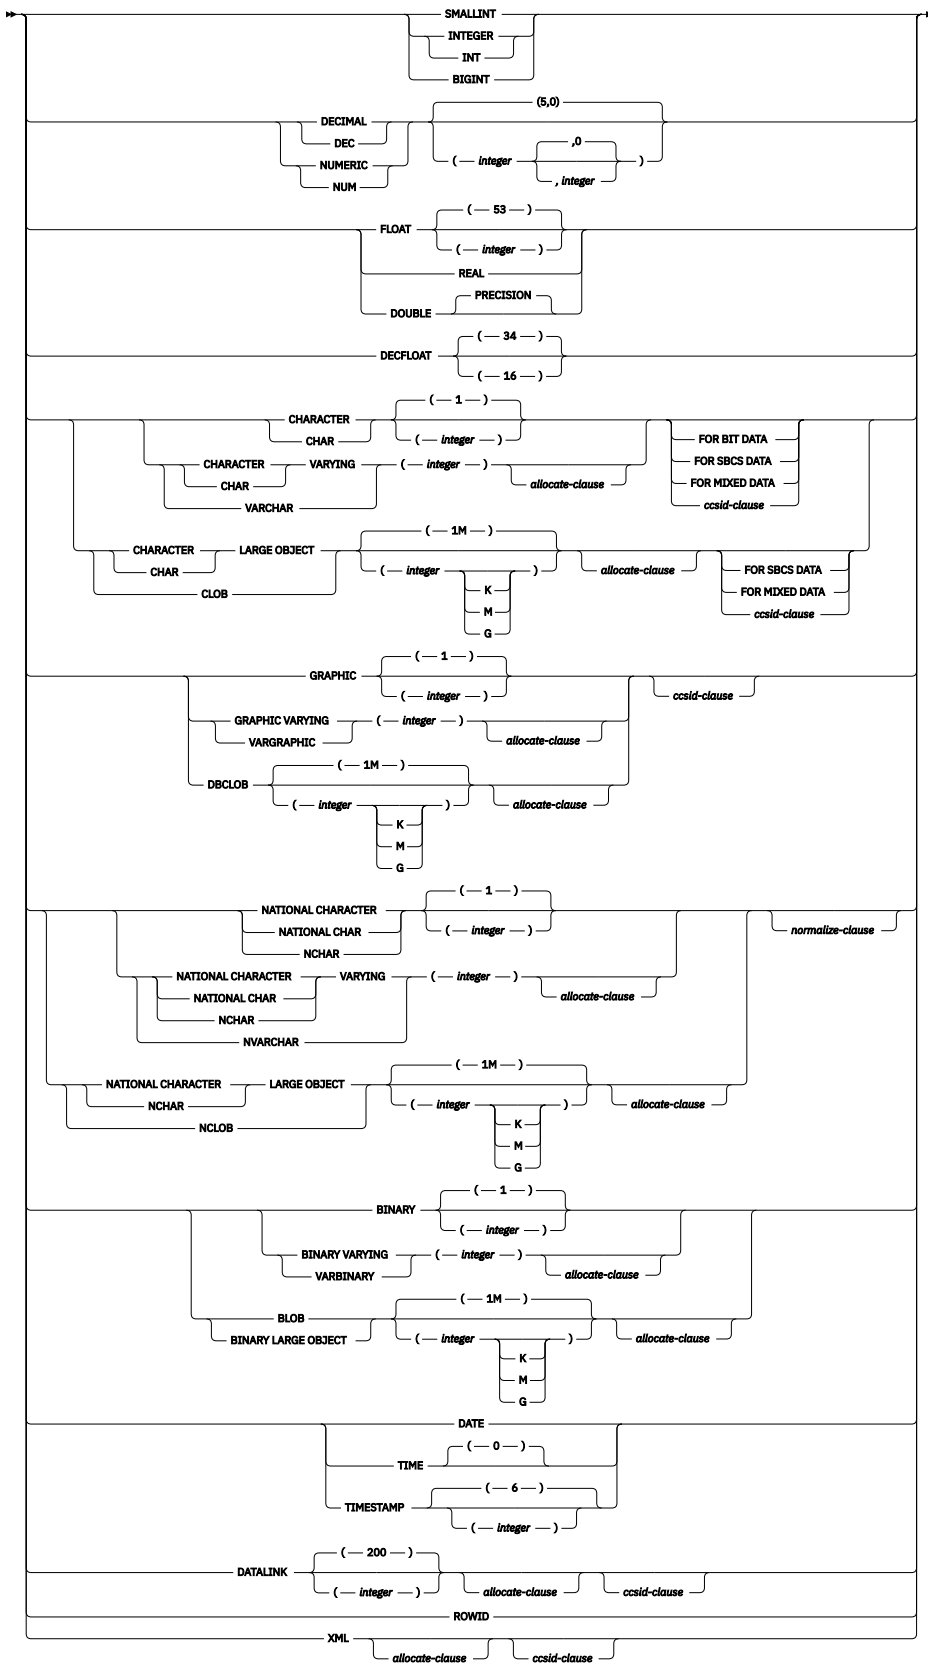 SMALLINT
INTEGER
INT
BIGINT
(5,0)
DECIMAL
DEC
,0
NUMERIC ( integer )
, integer
NUM
( 53 )
FLOAT
( integer )
REAL
PRECISION
DOUBLE
( 34 )
DECFLOAT
( 16 )
( 1 )
CHARACTER
CHAR ( integer ) FOR BIT DATA
CHARACTER VARYING ( integer ) FOR SBCS DATA
CHAR allocate-clause FOR MIXED DATA
VARCHAR ccsid-clause
( 1M )
CHARACTER LARGE OBJECT
CHAR ( integer ) allocate-clause FOR SBCS DATA
K FOR MIXED DATA
CLOB
M ccsid-clause
G
( 1 )
GRAPHIC
( integer ) ccsid-clause
GRAPHIC VARYING ( integer )
VARGRAPHIC allocate-clause
( 1M )
DBCLOB
( integer ) allocate-clause
K
M
G
( 1 )
NATIONAL CHARACTER
NATIONAL CHAR ( integer ) normalize-clause
NCHAR
NATIONAL CHARACTER VARYING ( integer )
NATIONAL CHAR allocate-clause
NCHAR
NVARCHAR
( 1M )
NATIONAL CHARACTER LARGE OBJECT
NCHAR ( integer ) allocate-clause
NCLOB K
M
G
( 1 )
BINARY
( integer )
BINARY VARYING ( integer )
VARBINARY allocate-clause
( 1M )
BLOB
BINARY LARGE OBJECT ( integer ) allocate-clause
K
M
G
DATE
( 0 )
TIME
( 6 )
TIMESTAMP
( integer )
( 200 )
DATALINK
( integer ) allocate-clause ccsid-clause
ROWID
XML
allocate-clause ccsid-clause